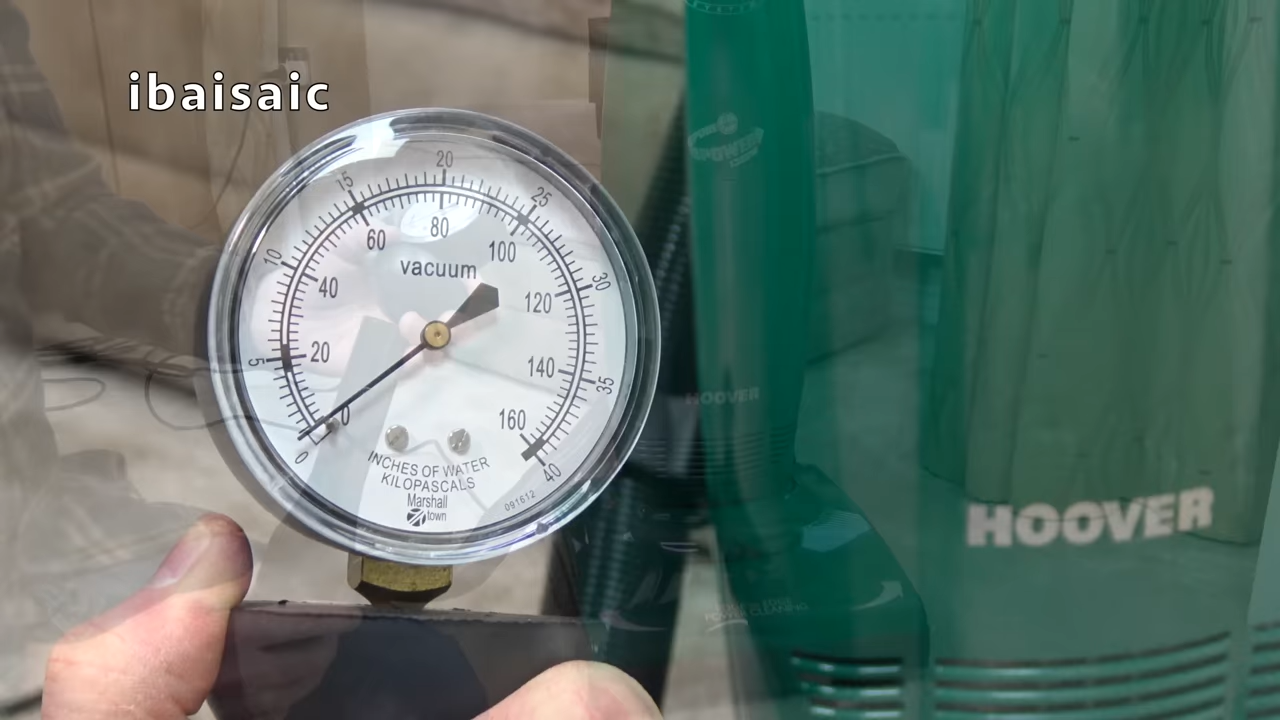 ibaisaic
20
15
25
80
60
100
10
30
vacuum
40
120
5
20
140
35
0
160
0
40
INCHES OF WATER
KILOPASCALS
Marshall
town
091612
HOOVER
HOOVER
POWER